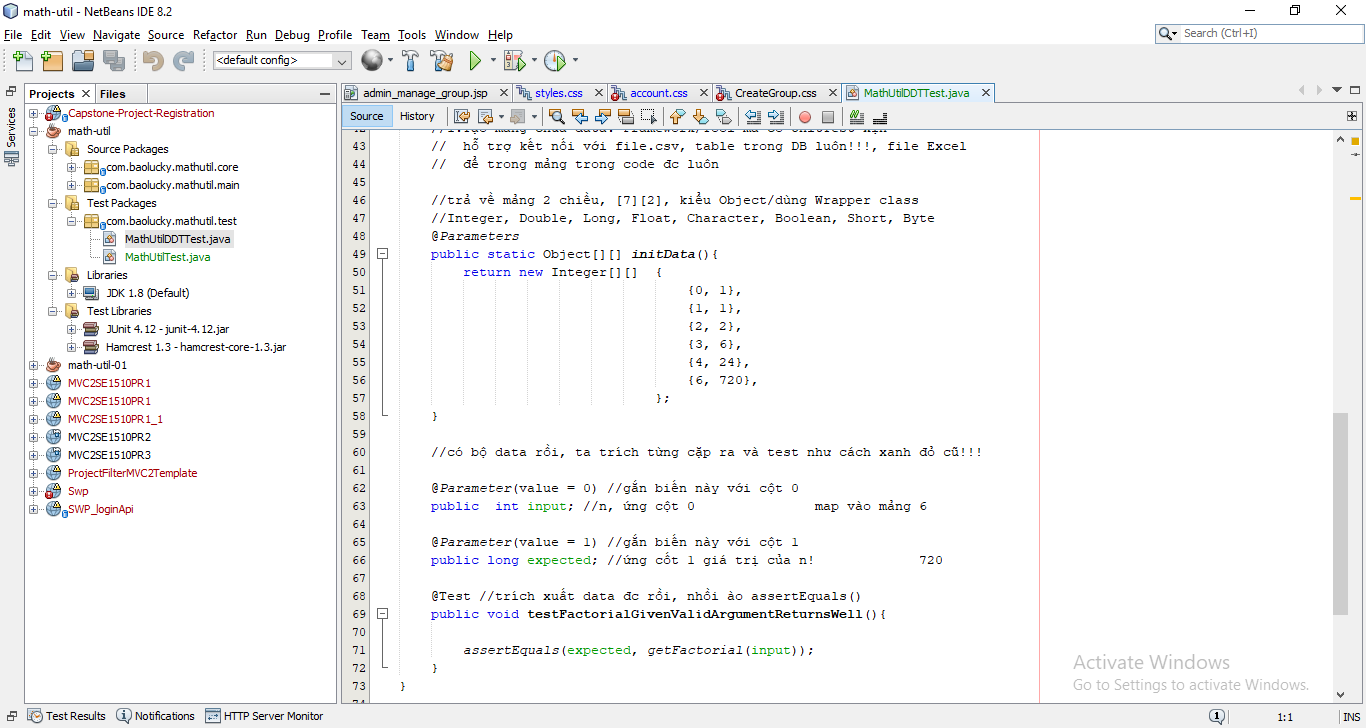 math-util - NetBeans IDE 8.2
File Edit View Navigate Source Refactor Run Debug Profile Team Tools Window Help
Search (Ctrl+I)
<default config>
Services
Projects Files
Capstone-Project-Registration
math-util
Source Packages
com.baolucky.mathutil.core
com.baolucky.mathutil.main
Test Packages
com.baolucky.mathutil.test
MathUtilDDTTest.java
MathUtilTest.java
Libraries
JDK 1.8 (Default)
Test Libraries
JUnit 4.12 - junit-4.12.jar
Hamcrest 1.3 - hamcrest-core-1.3.jar
math-util-01
MVC2SE1510PR1
MVC2SE1510PR1
MVC2SE1510PR1_1
MVC2SE1510PR2
MVC2SE1510PR3
ProjectFilterMVC2Template
Swp
SWP_loginApi
admin_manage_group.jsp styles.css account.css CreateGroup.css MathUtilDDTTest.java
Source History
43 // hỗ trợ kết nối với file.csv, table trong DB luôn!!!, file Excel
44 // để trong mảng trong code đc luôn
45
46 //trả về mảng 2 chiều, [7][2], kiểu Object/dùng Wrapper class
47 //Integer, Double, Long, Float, Character, Boolean, Short, Byte
48 @Parameters
49 public static Object[][] initData(){
50 return new Integer[][] {
51 {0, 1},
52 {1, 1},
53 {2, 2},
54 {3, 6},
55 {4, 24},
56 {6, 720},
57 };
58 }
59
60 //có bộ data rồi, ta trích từng cặp ra và test như cách xanh đỏ cũ!!!
61
62 @Parameter(value = 0) //gắn biến này với cột 0
63 public int input; //n, ứng cột 0 map vào mảng 6
64
65 @Parameter(value = 1) //gắn biến này với cột 1
66 public long expected; //ứng cốt 1 giá trị của n! 720
67
68 @Test //trích xuất data đc rồi, nhồi ào assertEquals()
69 public void testFactorialGivenValidArgumentReturnsWell(){
70
71 assertEquals(expected, getFactorial(input));
72 }
73 }
Activate Windows
Go to Settings to activate Windows.
Test Results Notifications HTTP Server Monitor
1 1:1 INS